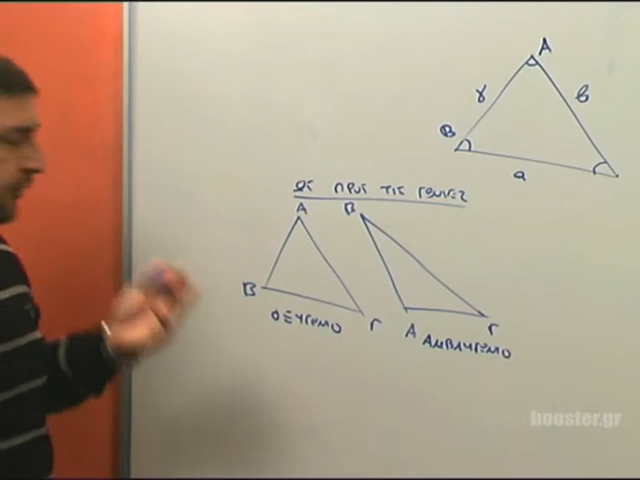 Α
γ
β
Β
α
ΩΣ ΠΡΟΣ ΤΙΣ ΓΩΝΙΕΣ
Α Β
Β Γ Α Γ
ΟΞΥΓΩΝΙΟ ΑΜΒΛΥΓΩΝΙΟ
booster.gr